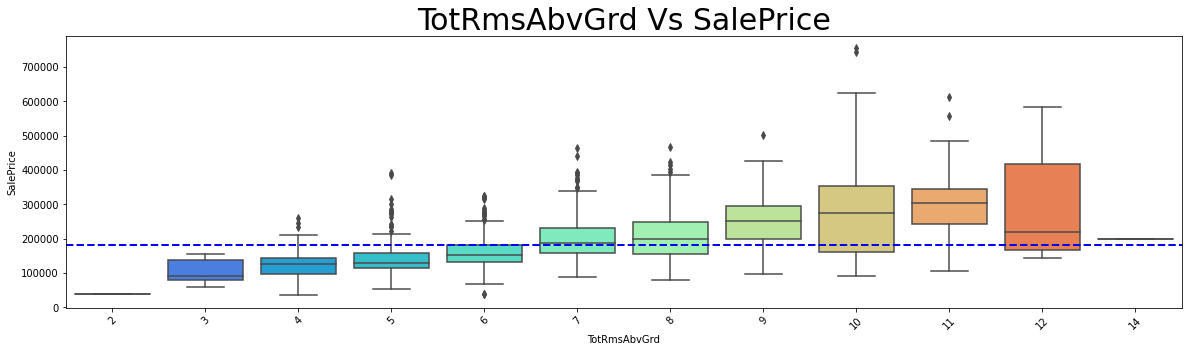 TotRmsAbvGrd Vs SalePrice
SalePrice
700000
600000
500000
400000
300000
200000
100000
0
2 3 4 5 6 7 8 9 10 11 12 14
TotRmsAbvGrd